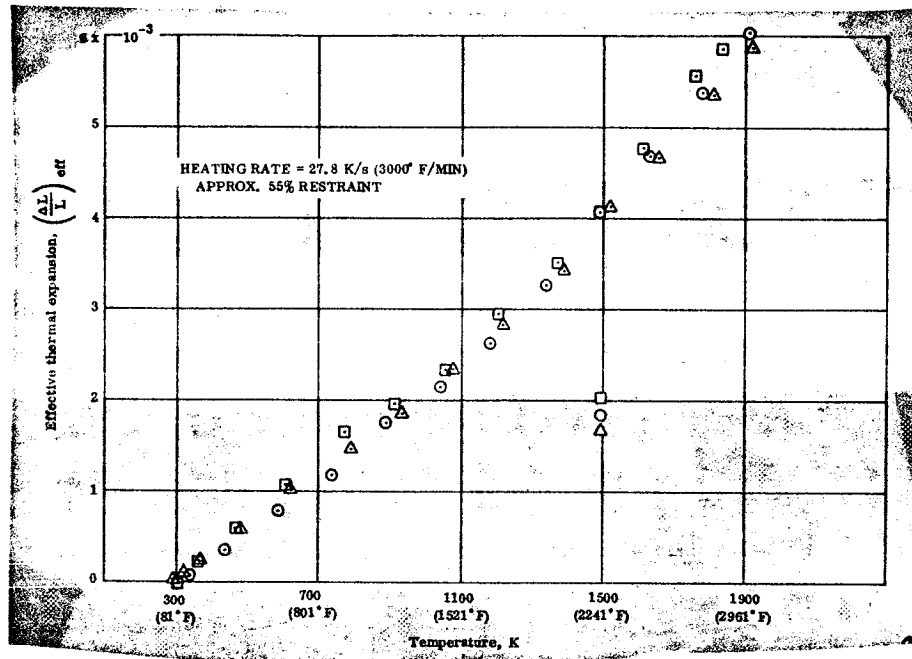 6 x 10⁻³
5
HEATING RATE = 27.8 K/s (3000° F/MIN)
APPROX. 55% RESTRAINT
4
Effective thermal expansion, (ΔL/L)eff
3
2
1
0
300 700 1100 1500 1900
(81°F) (801°F) (1521°F) (2241°F) (2961°F)
Temperature, K